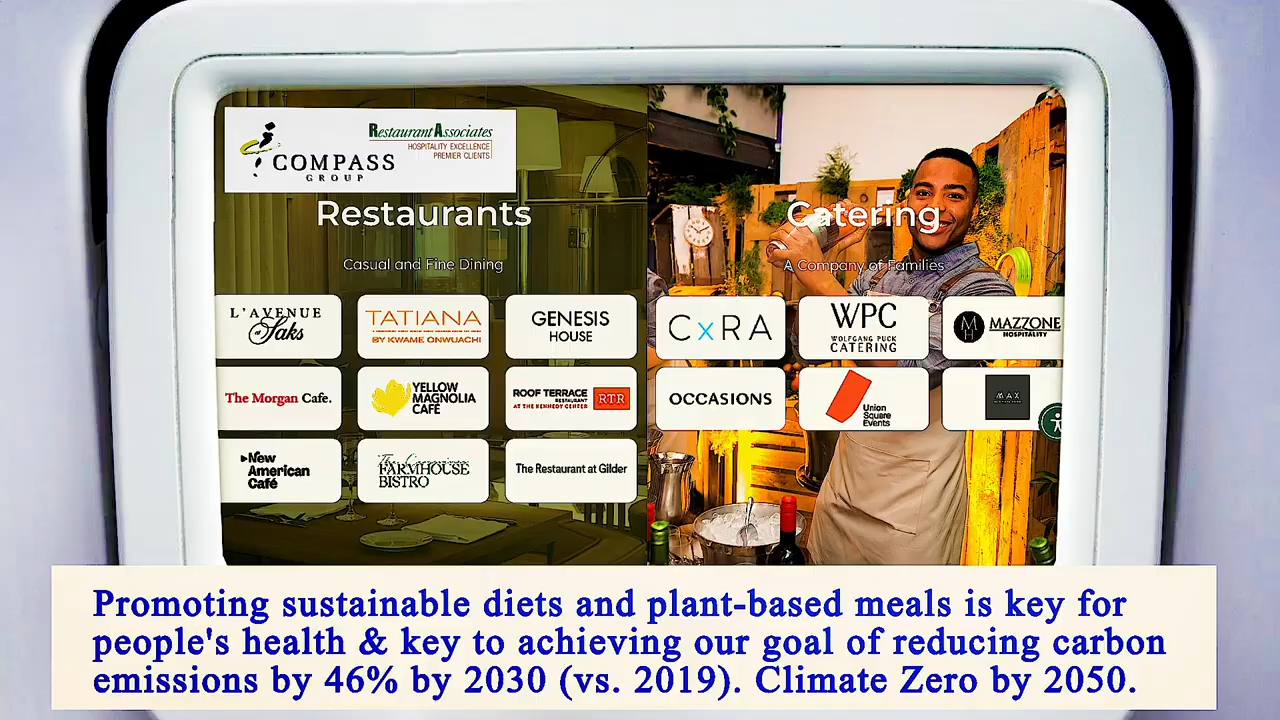 COMPASS
GROUP
Restaurant Associates
HOSPITALITY EXCELLENCE
PREMIER CLIENTS
Restaurants
Casual and Fine Dining
L'AVENUE
Saks
TATIANA
BY KWAME ONWUACHI
GENESIS
HOUSE
The Morgan Cafe.
YELLOW
MAGNOLIA
CAFÉ
ROOF TERRACE
RESTAURANT
AT THE KENNEDY CENTER
RTR
New
American
Café
FARMHOUSE
BISTRO
The Restaurant at Gilder
Catering
A Company of Families
CxRA
WPC
WOLFGANG PUCK
CATERING
M
H
MAZZONE
HOSPITALITY
OCCASIONS
Union
Square
Events
MAX
Promoting sustainable diets and plant-based meals is key for
people's health & key to achieving our goal of reducing carbon
emissions by 46% by 2030 (vs. 2019). Climate Zero by 2050.